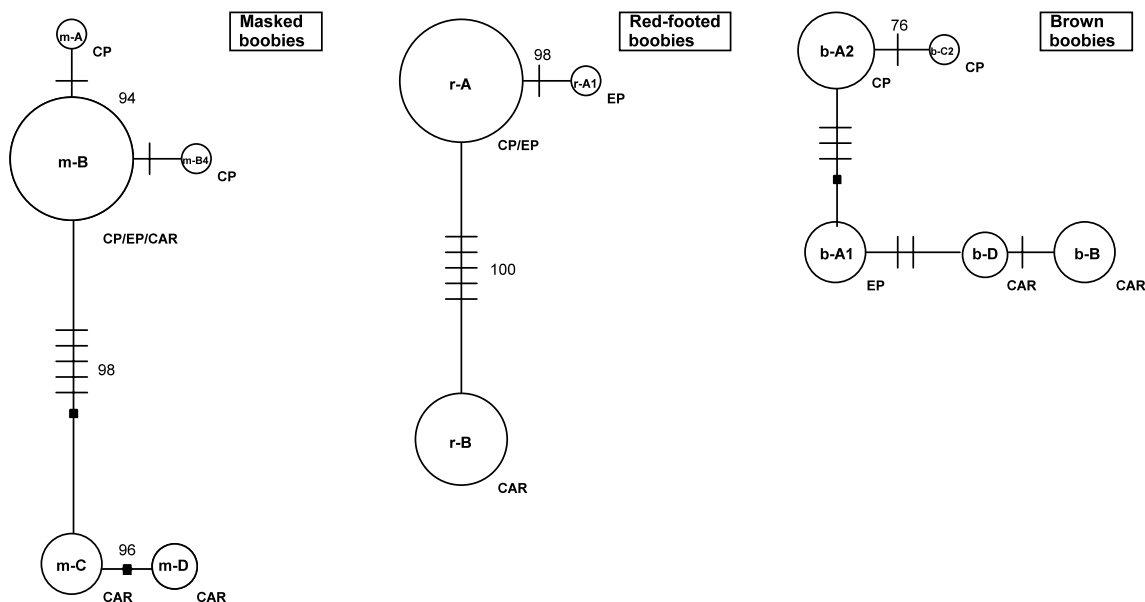 Masked
boobies
m-A
CP
94
m-B
m-B4
CP
CP/EP/CAR
98
m-C
96
m-D
CAR
CAR
Red-footed
boobies
r-A
98
r-A1
EP
CP/EP
100
r-B
CAR
Brown
boobies
b-A2
76
b-C2
CP
CP
b-A1
EP
b-D
CAR
b-B
CAR